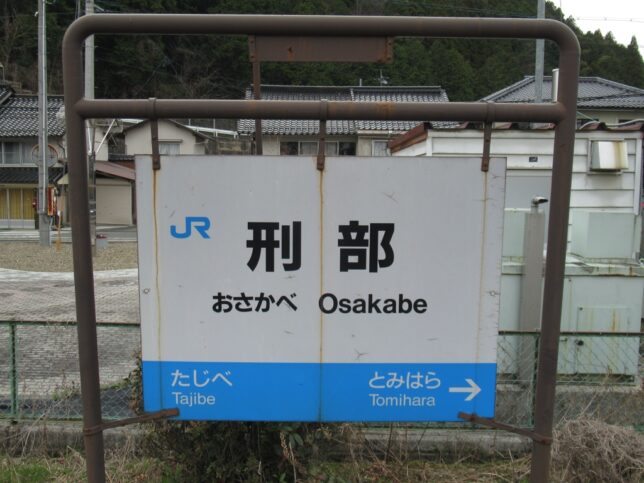 JR
刑部
おさかべ Osakabe
たじべ とみはら →
Tajibe Tomihara